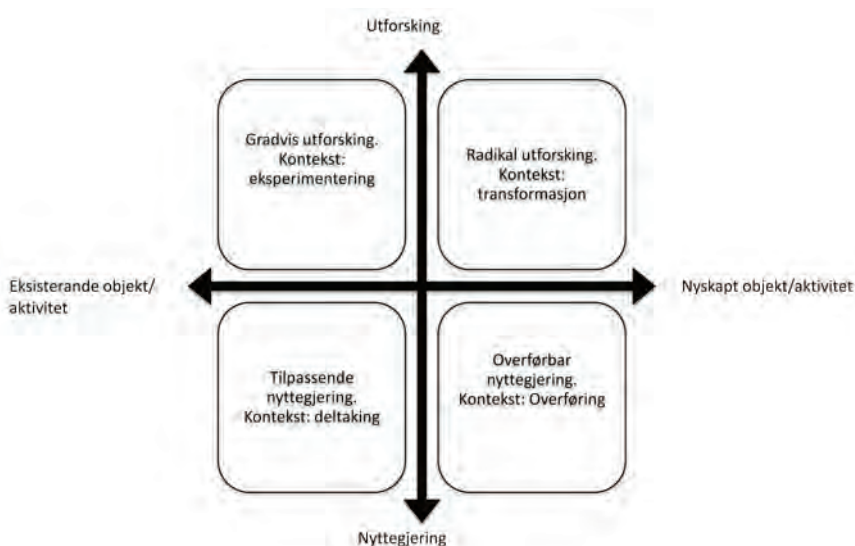 Utforsking
Gradvis utforsking.
Kontekst:
eksperimentering
Radikal utforsking.
Kontekst:
transformasjon
Eksisterande objekt/
aktivitet
Nyskapt objekt/aktivitet
Tilpassende
nyttegjering.
Kontekst: deltaking
Overførbar
nyttegjering.
Kontekst: Overføring
Nyttegjering